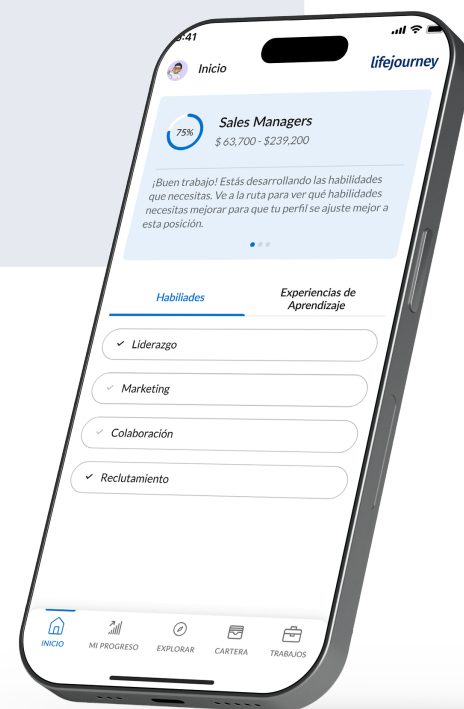 9:41
Inicio
lifejourney
75%
Sales Managers
$ 63,700 - $239,200
¡Buen trabajo! Estás desarrollando las habilidades
que necesitas. Ve a la ruta para ver qué habilidades
necesitas mejorar para que tu perfil se ajuste mejor a
esta posición.
Habiliades
Experiencias de
Aprendizaje
Liderazgo
Marketing
Colaboración
Reclutamiento
INICIO
MI PROGRESO
EXPLORAR
CARTERA
TRABAJOS